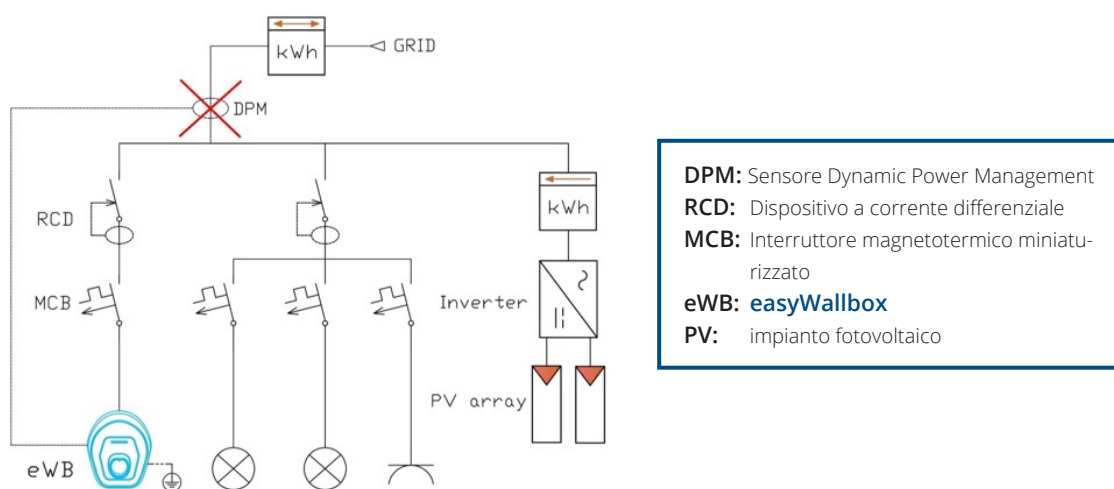 kWh
GRID
DPM
RCD
kWh
MCB
Inverter
PV array
eWB
DPM: Sensore Dynamic Power Management
RCD: Dispositivo a corrente differenziale
MCB: Interruttore magnetotermico miniatu-
rizzato
eWB: easyWallbox
PV: impianto fotovoltaico